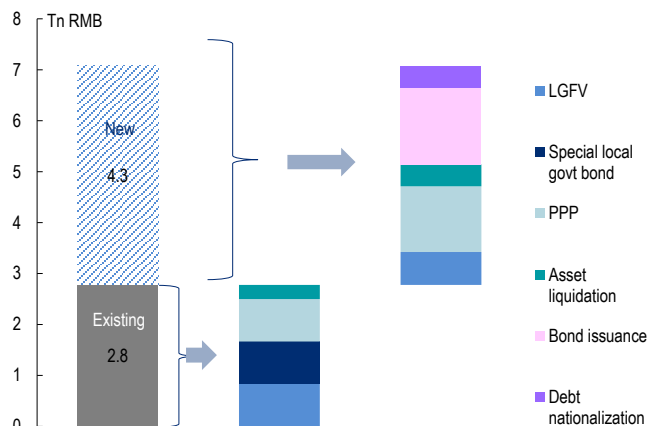 8
Tn RMB
7
6
5
4
3
2
1
0
New
4.3
Existing
2.8
LGFV
Special local
govt bond
PPP
Asset
liquidation
Bond issuance
Debt
nationalization